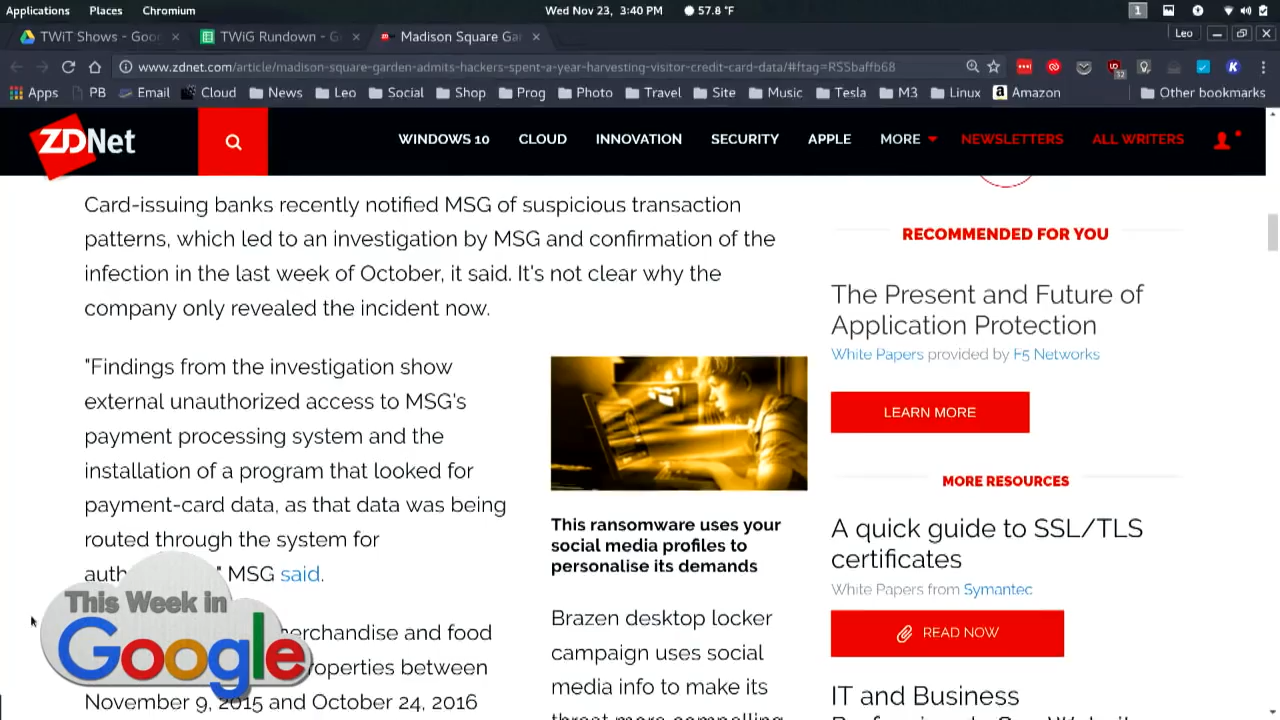 Applications Places Chromium Wed Nov 23, 3:40 PM 57.8 °F 1
TWiT Shows - Goo TWiG Rundown - G Madison Square Ga Leo
www.zdnet.com/article/madison-square-garden-admits-hackers-spent-a-year-harvesting-visitor-credit-card-data/#ftag=RSSbaffb68
Apps PB Email Cloud News Leo Social Shop Prog Photo Travel Site Music Tesla M3 Linux Amazon Other bookmarks
ZDNet WINDOWS 10 CLOUD INNOVATION SECURITY APPLE MORE NEWSLETTERS ALL WRITERS
Card-issuing banks recently notified MSG of suspicious transaction
patterns, which led to an investigation by MSG and confirmation of the
infection in the last week of October, it said. It's not clear why the
company only revealed the incident now.
"Findings from the investigation show
external unauthorized access to MSG's
payment processing system and the
installation of a program that looked for
payment-card data, as that data was being
routed through the system for
" MSG said.
merchandise and food
November 9, 2015 and October 24, 2016
This Week in
Google
This ransomware uses your
social media profiles to
personalise its demands
Brazen desktop locker
campaign uses social
media info to make its
threat more compelling
RECOMMENDED FOR YOU
The Present and Future of
Application Protection
White Papers provided by F5 Networks
LEARN MORE
MORE RESOURCES
A quick guide to SSL/TLS
certificates
White Papers from Symantec
READ NOW
IT and Business